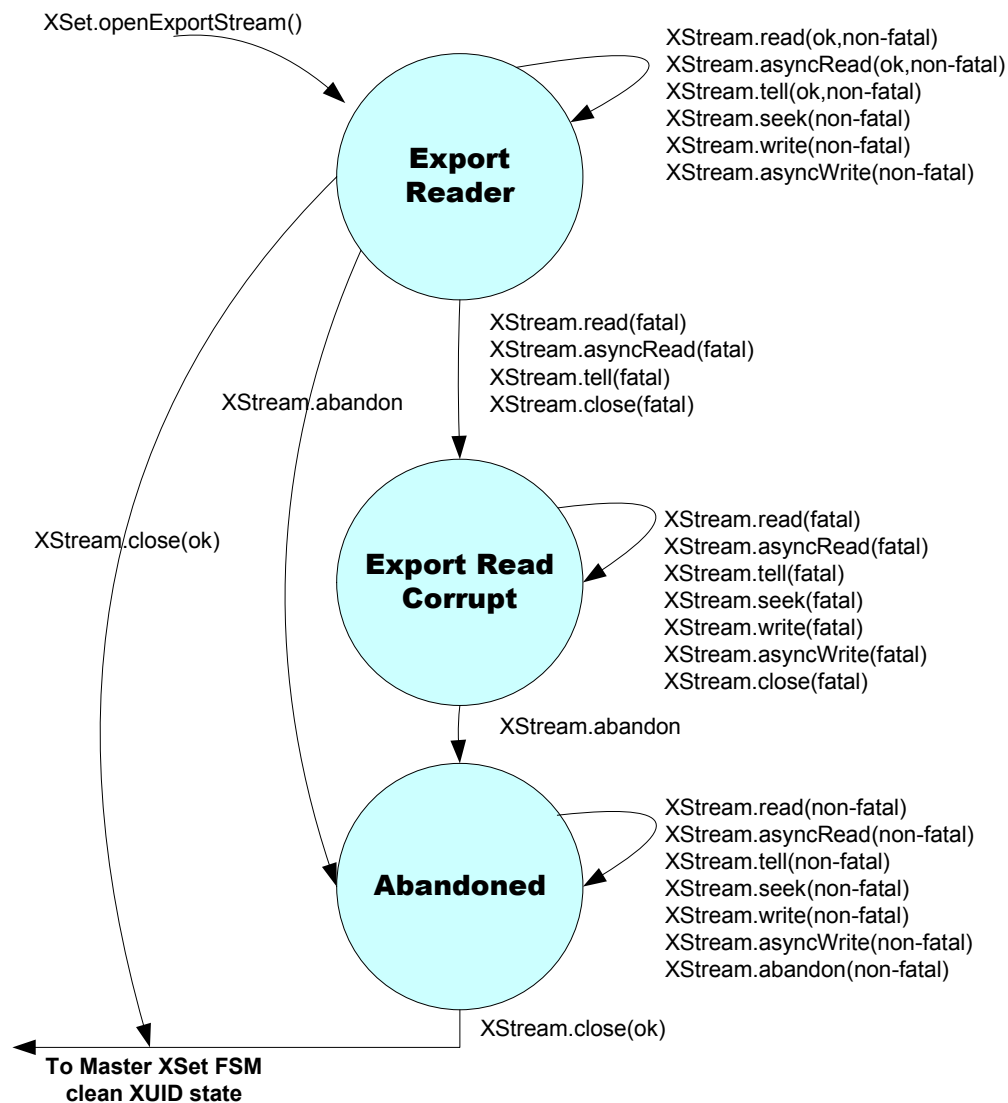 XSet.openExportStream()
XStream.read(ok,non-fatal)
XStream.asyncRead(ok,non-fatal)
XStream.tell(ok,non-fatal)
XStream.seek(non-fatal)
XStream.write(non-fatal)
XStream.asyncWrite(non-fatal)
Export
Reader
XStream.read(fatal)
XStream.asyncRead(fatal)
XStream.tell(fatal)
XStream.close(fatal)
XStream.abandon
XStream.close(ok)
Export Read
Corrupt
XStream.read(fatal)
XStream.asyncRead(fatal)
XStream.tell(fatal)
XStream.seek(fatal)
XStream.write(fatal)
XStream.asyncWrite(fatal)
XStream.close(fatal)
XStream.abandon
Abandoned
XStream.read(non-fatal)
XStream.asyncRead(non-fatal)
XStream.tell(non-fatal)
XStream.seek(non-fatal)
XStream.write(non-fatal)
XStream.asyncWrite(non-fatal)
XStream.abandon(non-fatal)
XStream.close(ok)
To Master XSet FSM
clean XUID state